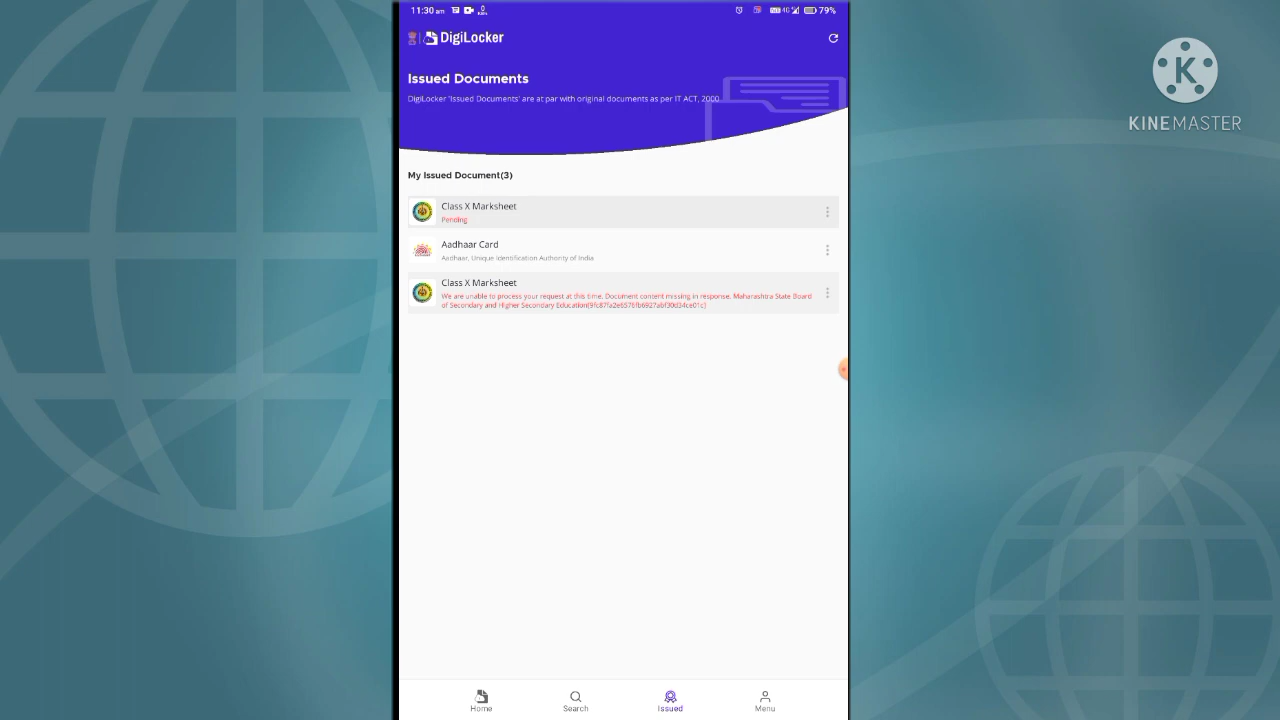 11:30 am
4G 79%
DigiLocker
Issued Documents
DigiLocker 'Issued Documents' are at par with original documents as per IT ACT, 2000
My Issued Document(3)
Class X Marksheet
Pending
Aadhaar Card
Aadhaar, Unique Identification Authority of India
Class X Marksheet
We are unable to process your request at this time. Document content missing in response, Maharashtra State Board
of Secondary and Higher Secondary
Home
Search
Issued
Menu
K
KINEMASTER